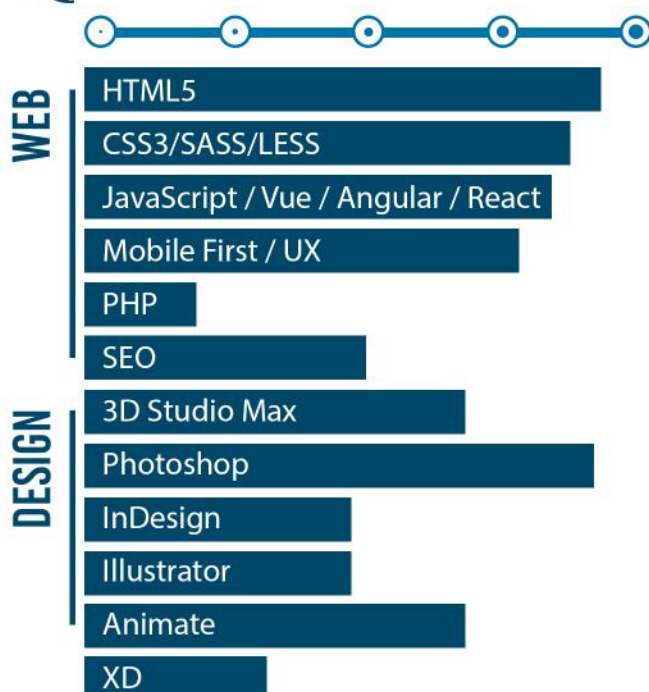 WEB
HTML5
CSS3/SASS/LESS
JavaScript / Vue / Angular / React
Mobile First / UX
PHP
SEO
DESIGN
3D Studio Max
Photoshop
InDesign
Illustrator
Animate
XD